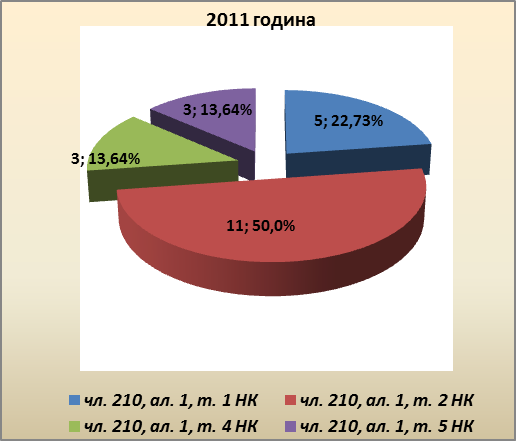 2011 година
3; 13,64%
5; 22,73%
3; 13,64%
11; 50,0%
чл. 210, ал. 1, т. 1 НК
чл. 210, ал. 1, т. 2 НК
чл. 210, ал. 1, т. 4 НК
чл. 210, ал. 1, т. 5 НК